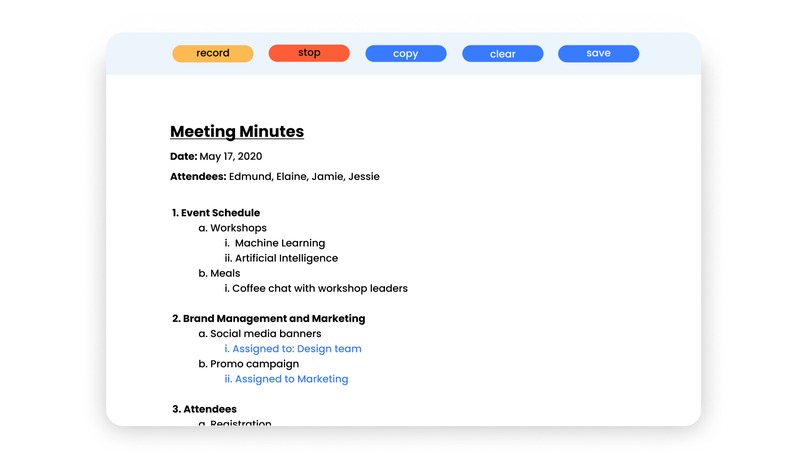 record stop copy clear save
Meeting Minutes
Date: May 17, 2020
Attendees: Edmund, Elaine, Jamie, Jessie
1. Event Schedule
a. Workshops
i. Machine Learning
ii. Artificial Intelligence
b. Meals
i. Coffee chat with workshop leaders
2. Brand Management and Marketing
a. Social media banners
i. Assigned to: Design team
b. Promo campaign
ii. Assigned to Marketing
3. Attendees
a. Registration